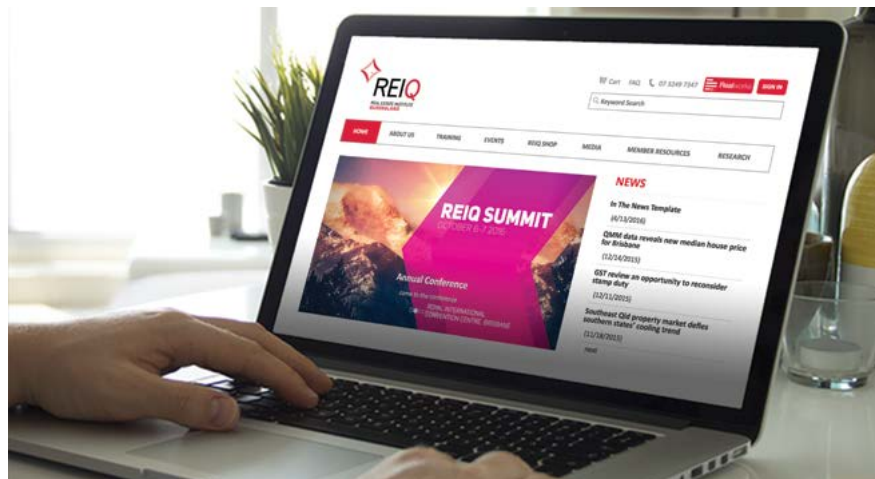 REIQ
REAL ESTATE INSTITUTE
QUEENSLAND
Cart FAQ 07 3249 7347
SIGN IN
Keyword Search
HOME ABOUT US TRAINING EVENTS REIQ SHOP MEDIA MEMBER RESOURCES RESEARCH
REIQ SUMMIT
OCTOBER 6-7 2016
Annual Conference
come to the conference
ROYAL INTERNATIONAL
CONVENTION CENTRE, BRISBANE
NEWS
In The News Template
(4/13/2016)
QMM data reveals new median house price
for Brisbane
(12/24/2015)
GST review an opportunity to reconsider
stamp duty
(12/11/2015)
Southeast Qld property market defies
southern states' cooling trend
(11/18/2015)
next